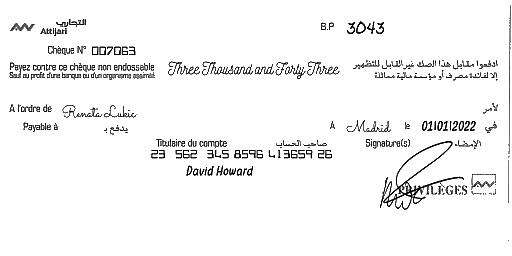 التجاري
Attijari
B.P 3043
Chèque N° 007063
Payez contre ce chèque non endossable
Sauf au profit d'une banque ou d'un organisme assimilé
Three Thousand and Forty Three
ادفعوا مقابل هذا الصك غير القابل للتظهير
إلا لفائدة مصرف أو مؤسسة مالية مماثلة
A l'ordre de Renata Lukic لأمر
Payable à يدفع بـ
A Madrid le 01/01/2022 في
Titulaire du compte صاحب الحساب
Signature(s) الإمضاء
23 562 345 8596 413659 26
David Howard
PRIVILÈGES